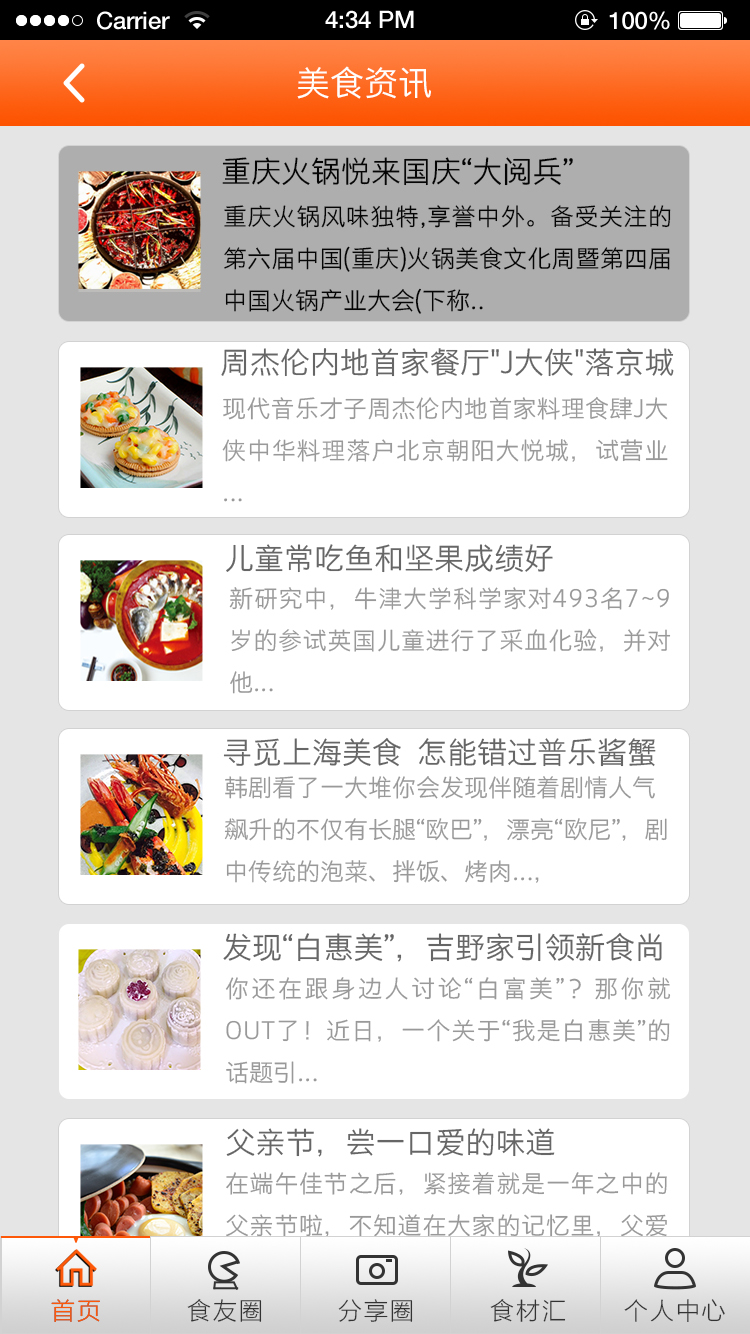 Carrier 4:34 PM 100%
美食资讯
重庆火锅悦来国庆“大阅兵”
重庆火锅风味独特,享誉中外。备受关注的
第六届中国(重庆)火锅美食文化周暨第四届
中国火锅产业大会(下称..
周杰伦内地首家餐厅"J大侠"落京城
现代音乐才子周杰伦内地首家料理食肆J大
侠中华料理落户北京朝阳大悦城，试营业
...
儿童常吃鱼和坚果成绩好
新研究中，牛津大学科学家对493名7~9
岁的参试英国儿童进行了采血化验，并对
他...
寻觅上海美食 怎能错过普乐酱蟹
韩剧看了一大堆你会发现伴随着剧情人气
飙升的不仅有长腿“欧巴”，漂亮“欧尼”，剧
中传统的泡菜、拌饭、烤肉...,
发现“白惠美”，吉野家引领新食尚
你还在跟身边人讨论“白富美”？那你就
OUT了！近日，一个关于“我是白惠美”的
话题引...
父亲节，尝一口爱的味道
在端午佳节之后，紧接着就是一年之中的
父亲节啦，不知道在大家的记忆里，父爱
首页 食友圈 分享圈 食材汇 个人中心